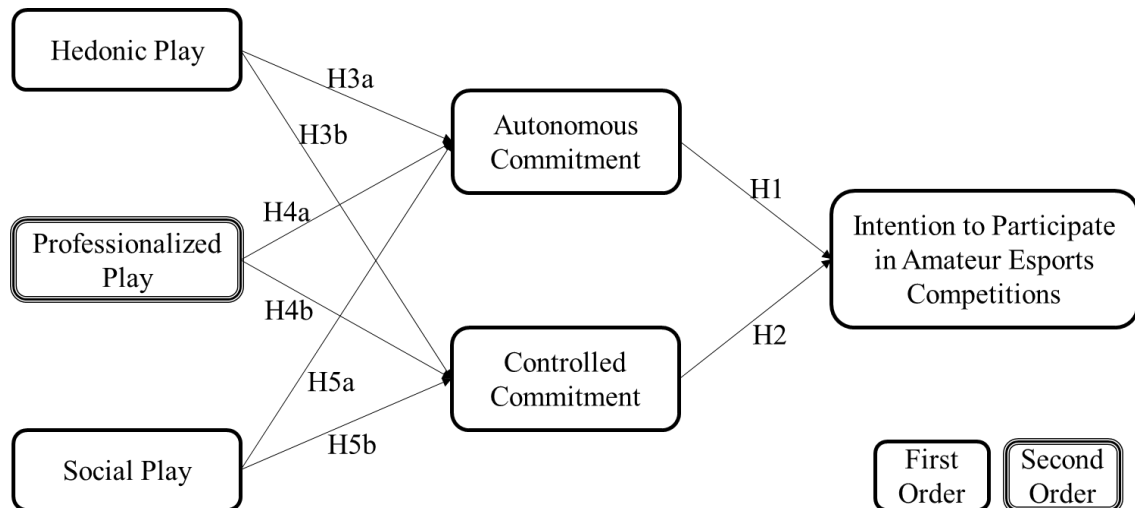 Hedonic Play
H3a
H3b
Autonomous
Commitment
H1
H4a
Professionalized
Play
Intention to Participate
in Amateur Esports
Competitions
H4b
H2
Controlled
Commitment
H5a
H5b
Social Play
First
Order
Second
Order